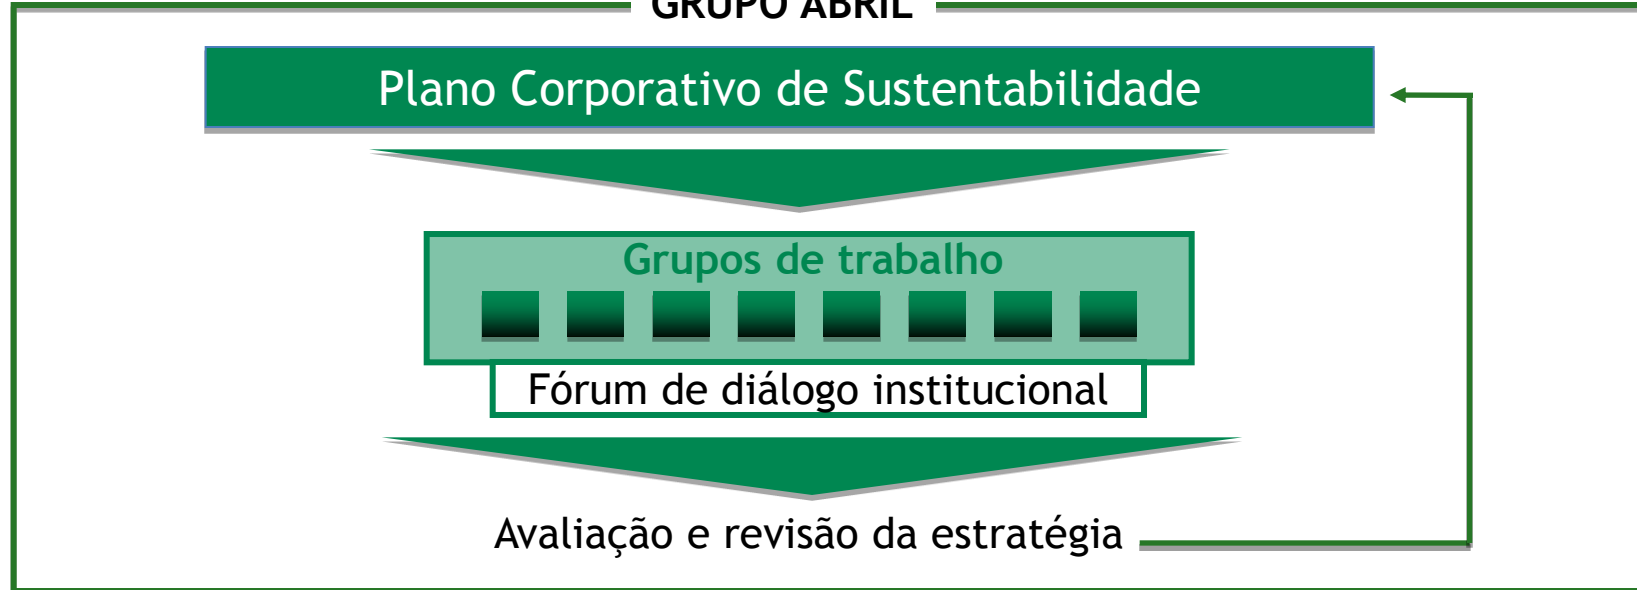 GRUPO ABRIL
Plano Corporativo de Sustentabilidade
Grupos de trabalho
Fórum de diálogo institucional
Avaliação e revisão da estratégia